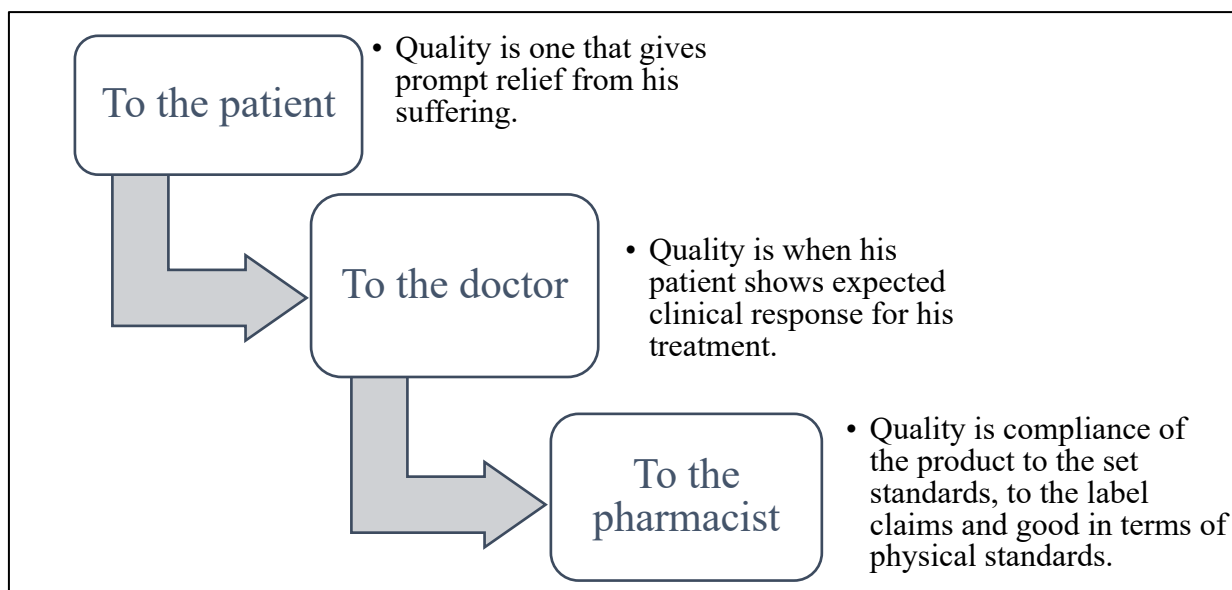 To the patient
• Quality is one that gives
prompt relief from his
suffering.
To the doctor
• Quality is when his
patient shows expected
clinical response for his
treatment.
To the
pharmacist
• Quality is compliance of
the product to the set
standards, to the label
claims and good in terms of
physical standards.